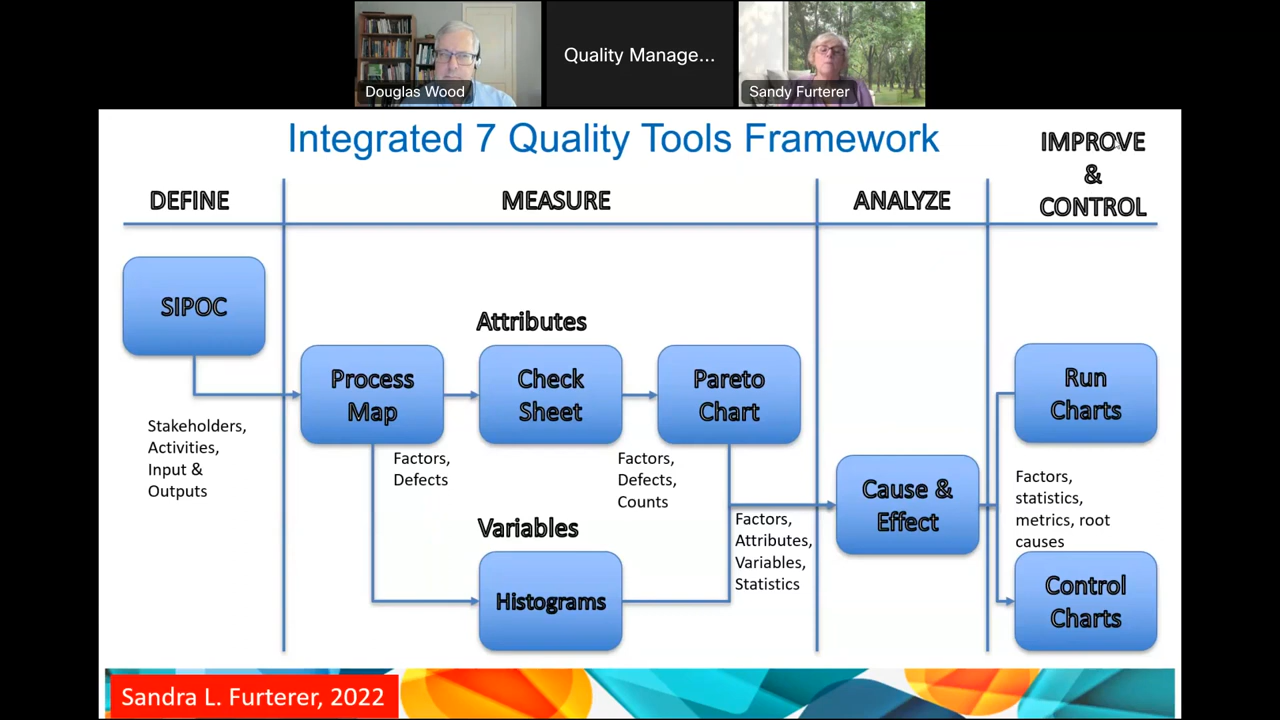 Douglas Wood
Quality Manage...
Sandy Furterer
Integrated 7 Quality Tools Framework
DEFINE
MEASURE
ANALYZE
IMPROVE
&
CONTROL
SIPOC
Stakeholders,
Activities,
Input &
Outputs
Process
Map
Factors,
Defects
Attributes
Check
Sheet
Pareto
Chart
Factors,
Defects,
Counts
Variables
Histograms
Factors,
Attributes,
Variables,
Statistics
Cause &
Effect
Run
Charts
Factors,
statistics,
metrics, root
causes
Control
Charts
Sandra L. Furterer, 2022